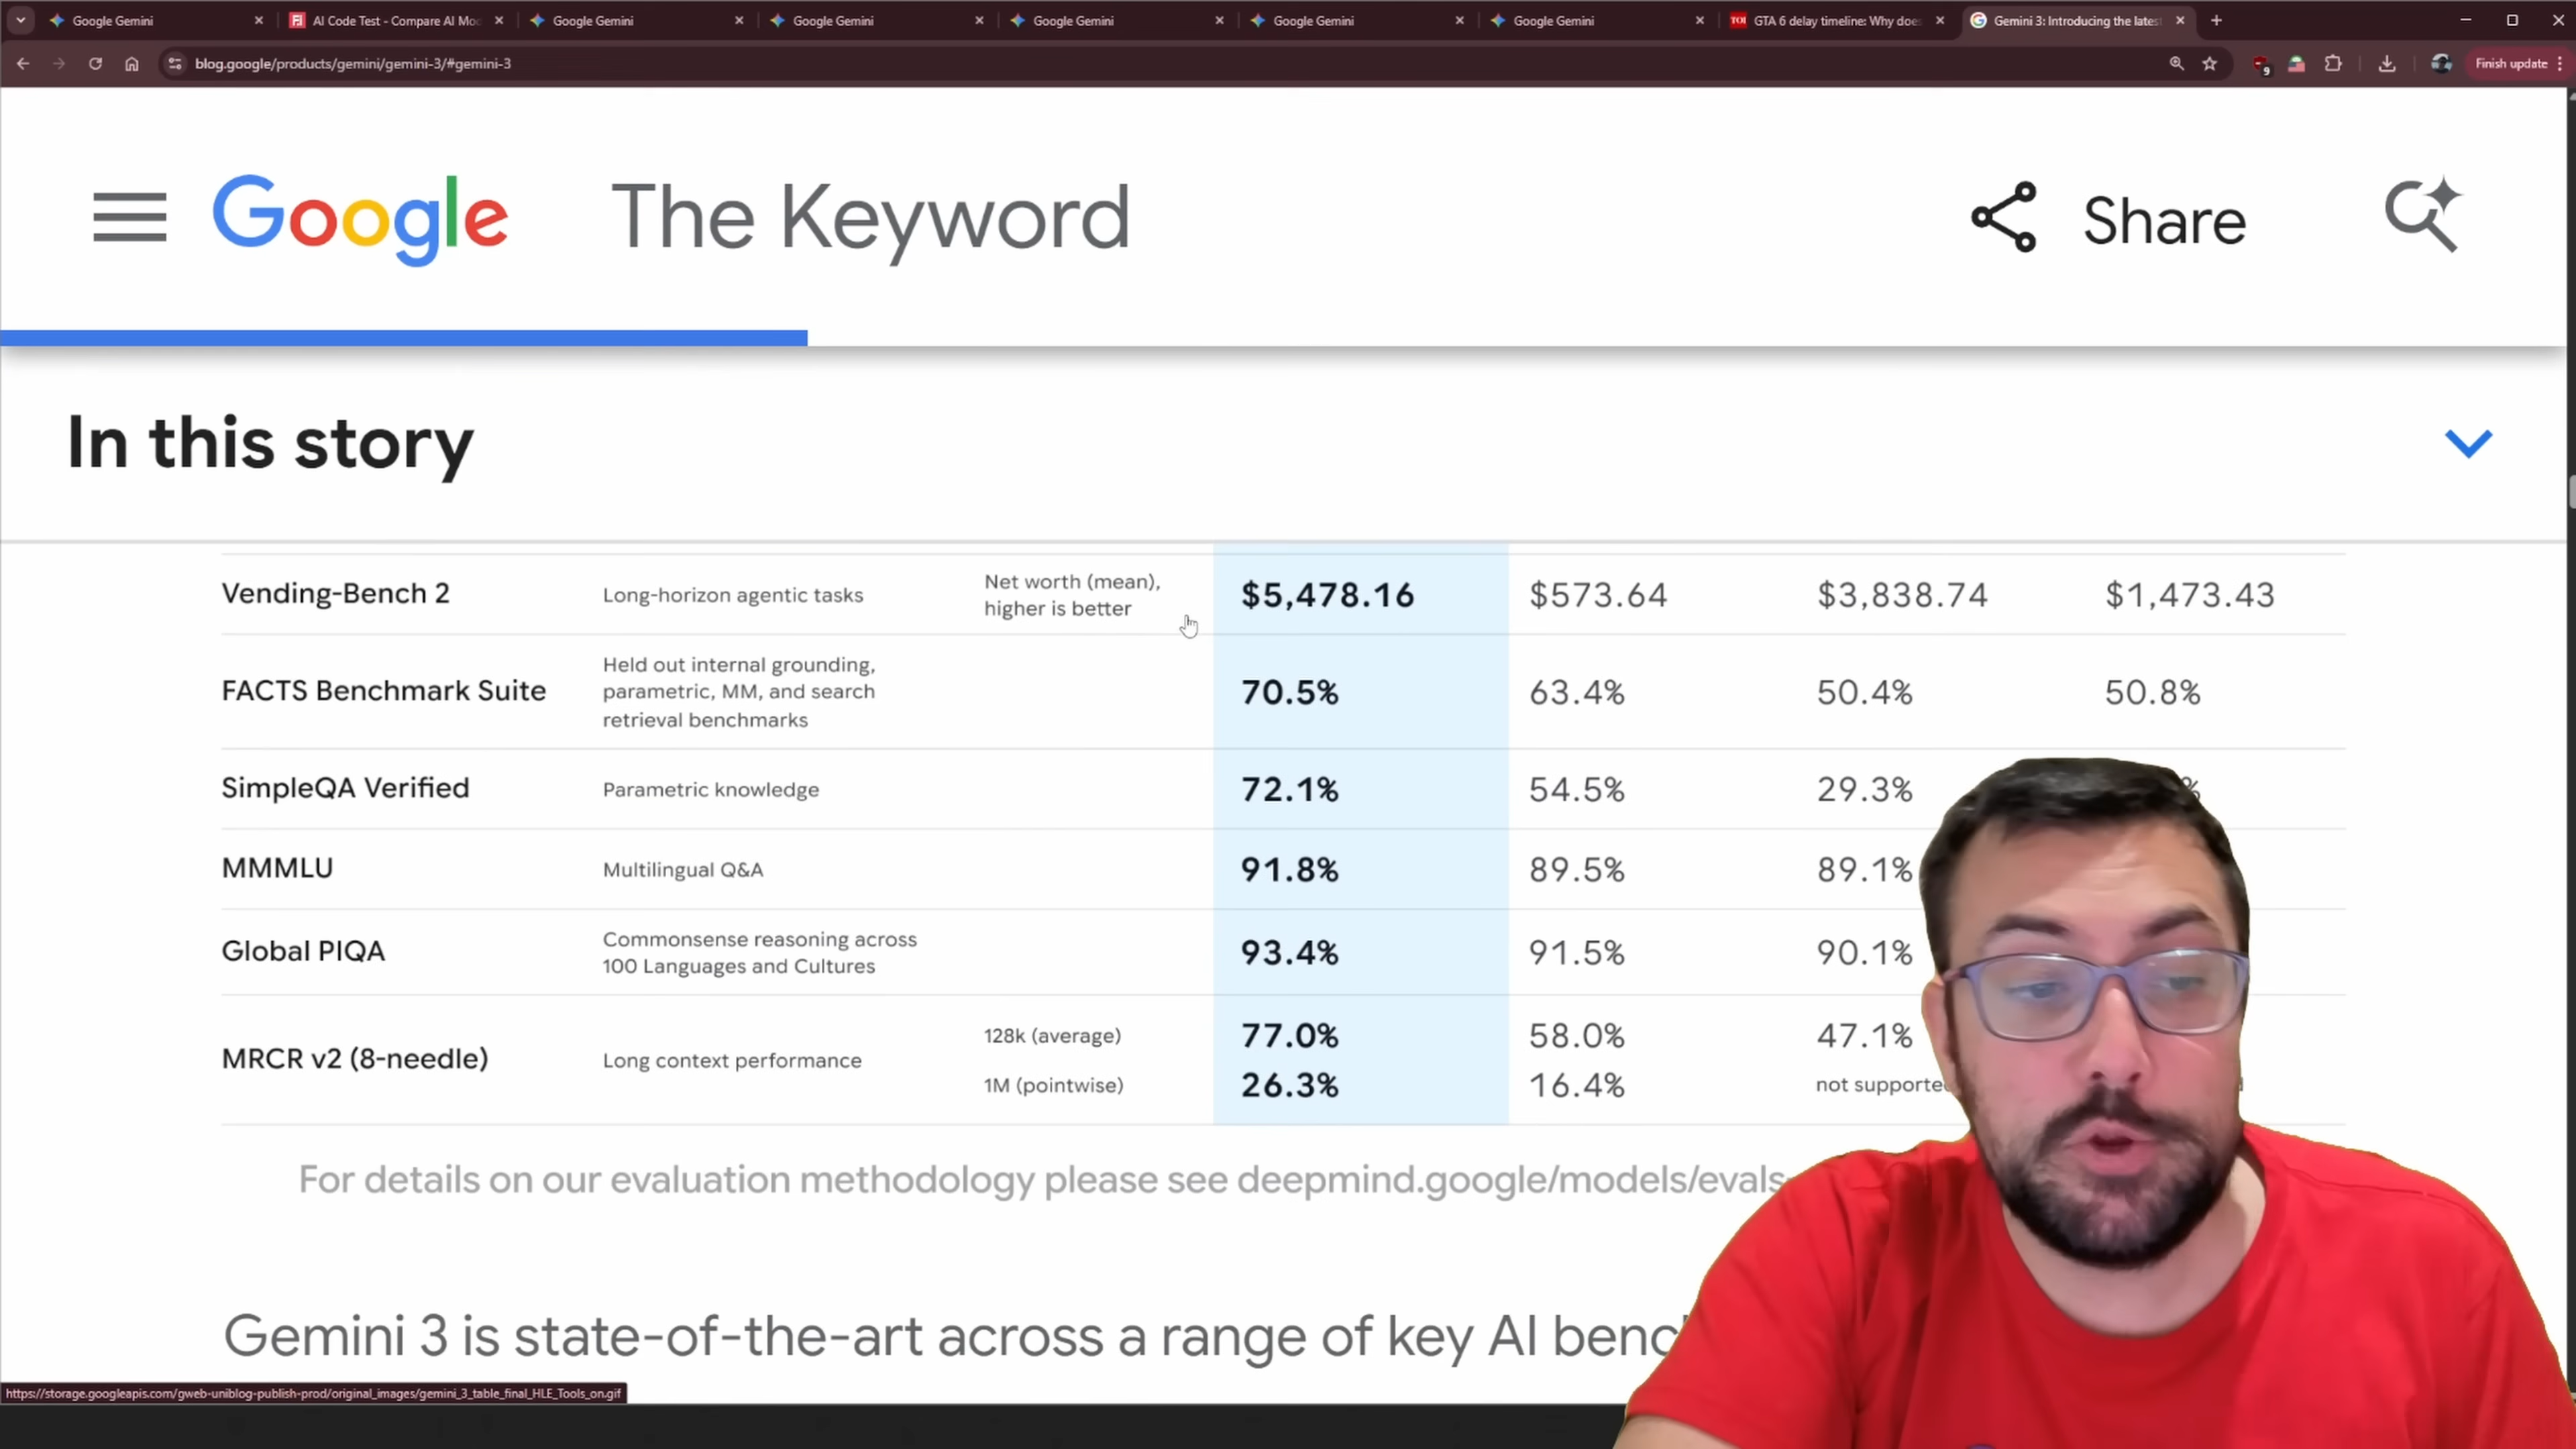 Google Gemini
AI Code Test - Compare AI Mo
Google Gemini
Google Gemini
Google Gemini
Google Gemini
Google Gemini
TOI GTA 6 delay timeline: Why does
Gemini 3: Introducing the latest
blog.google/products/gemini/gemini-3/#gemini-3
9
Finish update
Google The Keyword
Share
In this story
Vending-Bench 2 Long-horizon agentic tasks Net worth (mean), $5,478.16 $573.64 $3,838.74 $1,473.43
higher is better
Held out internal grounding,
FACTS Benchmark Suite parametric, MM, and search 70.5% 63.4% 50.4% 50.8%
retrieval benchmarks
SimpleQA Verified Parametric knowledge 72.1% 54.5% 29.3% %
MMMLU Multilingual Q&A 91.8% 89.5% 89.1%
Global PIQA Commonsense reasoning across 93.4% 91.5% 90.1%
100 Languages and Cultures
MRCR v2 (8-needle) Long context performance 128k (average) 77.0% 58.0% 47.1%
1M (pointwise) 26.3% 16.4% not supporte
For details on our evaluation methodology please see deepmind.google/models/evals-
Gemini 3 is state-of-the-art across a range of key AI benc
https://storage.googleapis.com/gweb-uniblog-publish-prod/original_images/gemini_3_table_final_HLE_Tools_on.gif